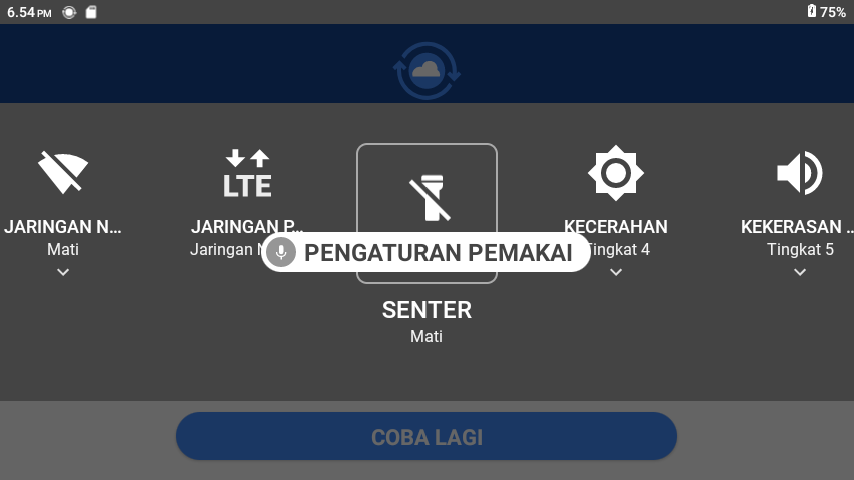 6.54 PM
75%
JARINGAN N...
Mati
LTE
JARINGAN P...
Jaringan N
PENGATURAN PEMAKAI
SENTER
Mati
KECERAHAN
Tingkat 4
KEKERASAN ..
Tingkat 5
COBA LAGI